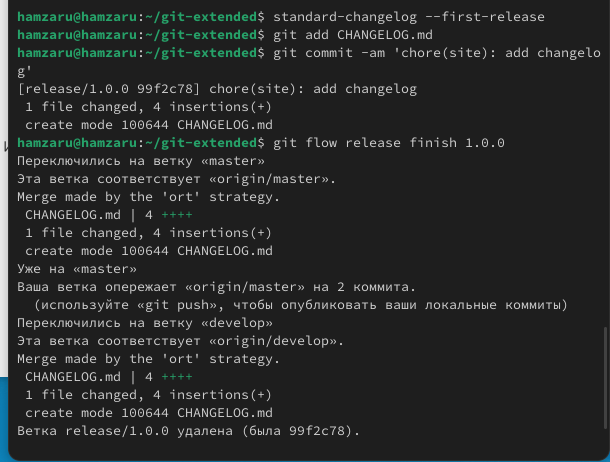 hamzaru@hamzaru:~/git-extended$ standard-changelog --first-release
hamzaru@hamzaru:~/git-extended$ git add CHANGELOG.md
hamzaru@hamzaru:~/git-extended$ git commit -am 'chore(site): add changelo
g'
[release/1.0.0 99f2c78] chore(site): add changelog
 1 file changed, 4 insertions(+)
 create mode 100644 CHANGELOG.md
hamzaru@hamzaru:~/git-extended$ git flow release finish 1.0.0
Переключились на ветку «master»
Эта ветка соответствует «origin/master».
Merge made by the 'ort' strategy.
 CHANGELOG.md | 4 ++++
 1 file changed, 4 insertions(+)
 create mode 100644 CHANGELOG.md
Уже на «master»
Ваша ветка опережает «origin/master» на 2 коммита.
  (используйте «git push», чтобы опубликовать ваши локальные коммиты)
Переключились на ветку «develop»
Эта ветка соответствует «origin/develop».
Merge made by the 'ort' strategy.
 CHANGELOG.md | 4 ++++
 1 file changed, 4 insertions(+)
 create mode 100644 CHANGELOG.md
Ветка release/1.0.0 удалена (была 99f2c78).